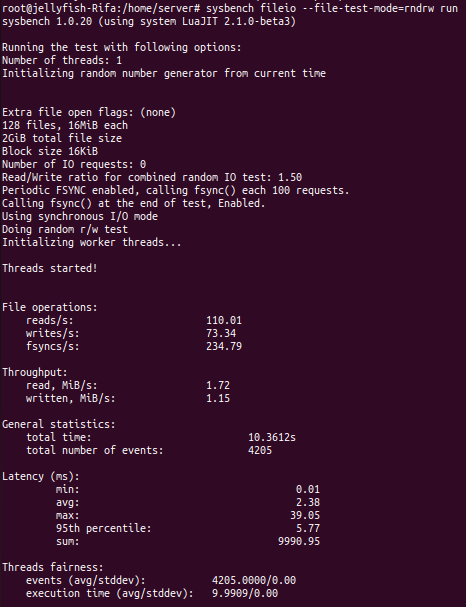 root@jellyfish-Rifa:/home/server# sysbench fileio --file-test-mode=rndrw run
sysbench 1.0.20 (using system LuaJIT 2.1.0-beta3)
Running the test with following options:
Number of threads: 1
Initializing random number generator from current time
Extra file open flags: (none)
128 files, 16MiB each
2GiB total file size
Block size 16KiB
Number of IO requests: 0
Read/Write ratio for combined random IO test: 1.50
Periodic FSYNC enabled, calling fsync() each 100 requests.
Calling fsync() at the end of test, Enabled.
Using synchronous I/O mode
Doing random r/w test
Initializing worker threads...
Threads started!
File operations:
reads/s: 110.01
writes/s: 73.34
fsyncs/s: 234.79
Throughput:
read, MiB/s: 1.72
written, MiB/s: 1.15
General statistics:
total time: 10.3612s
total number of events: 4205
Latency (ms):
min: 0.01
avg: 2.38
max: 39.05
95th percentile: 5.77
sum: 9990.95
Threads fairness:
events (avg/stddev): 4205.0000/0.00
execution time (avg/stddev): 9.9909/0.00